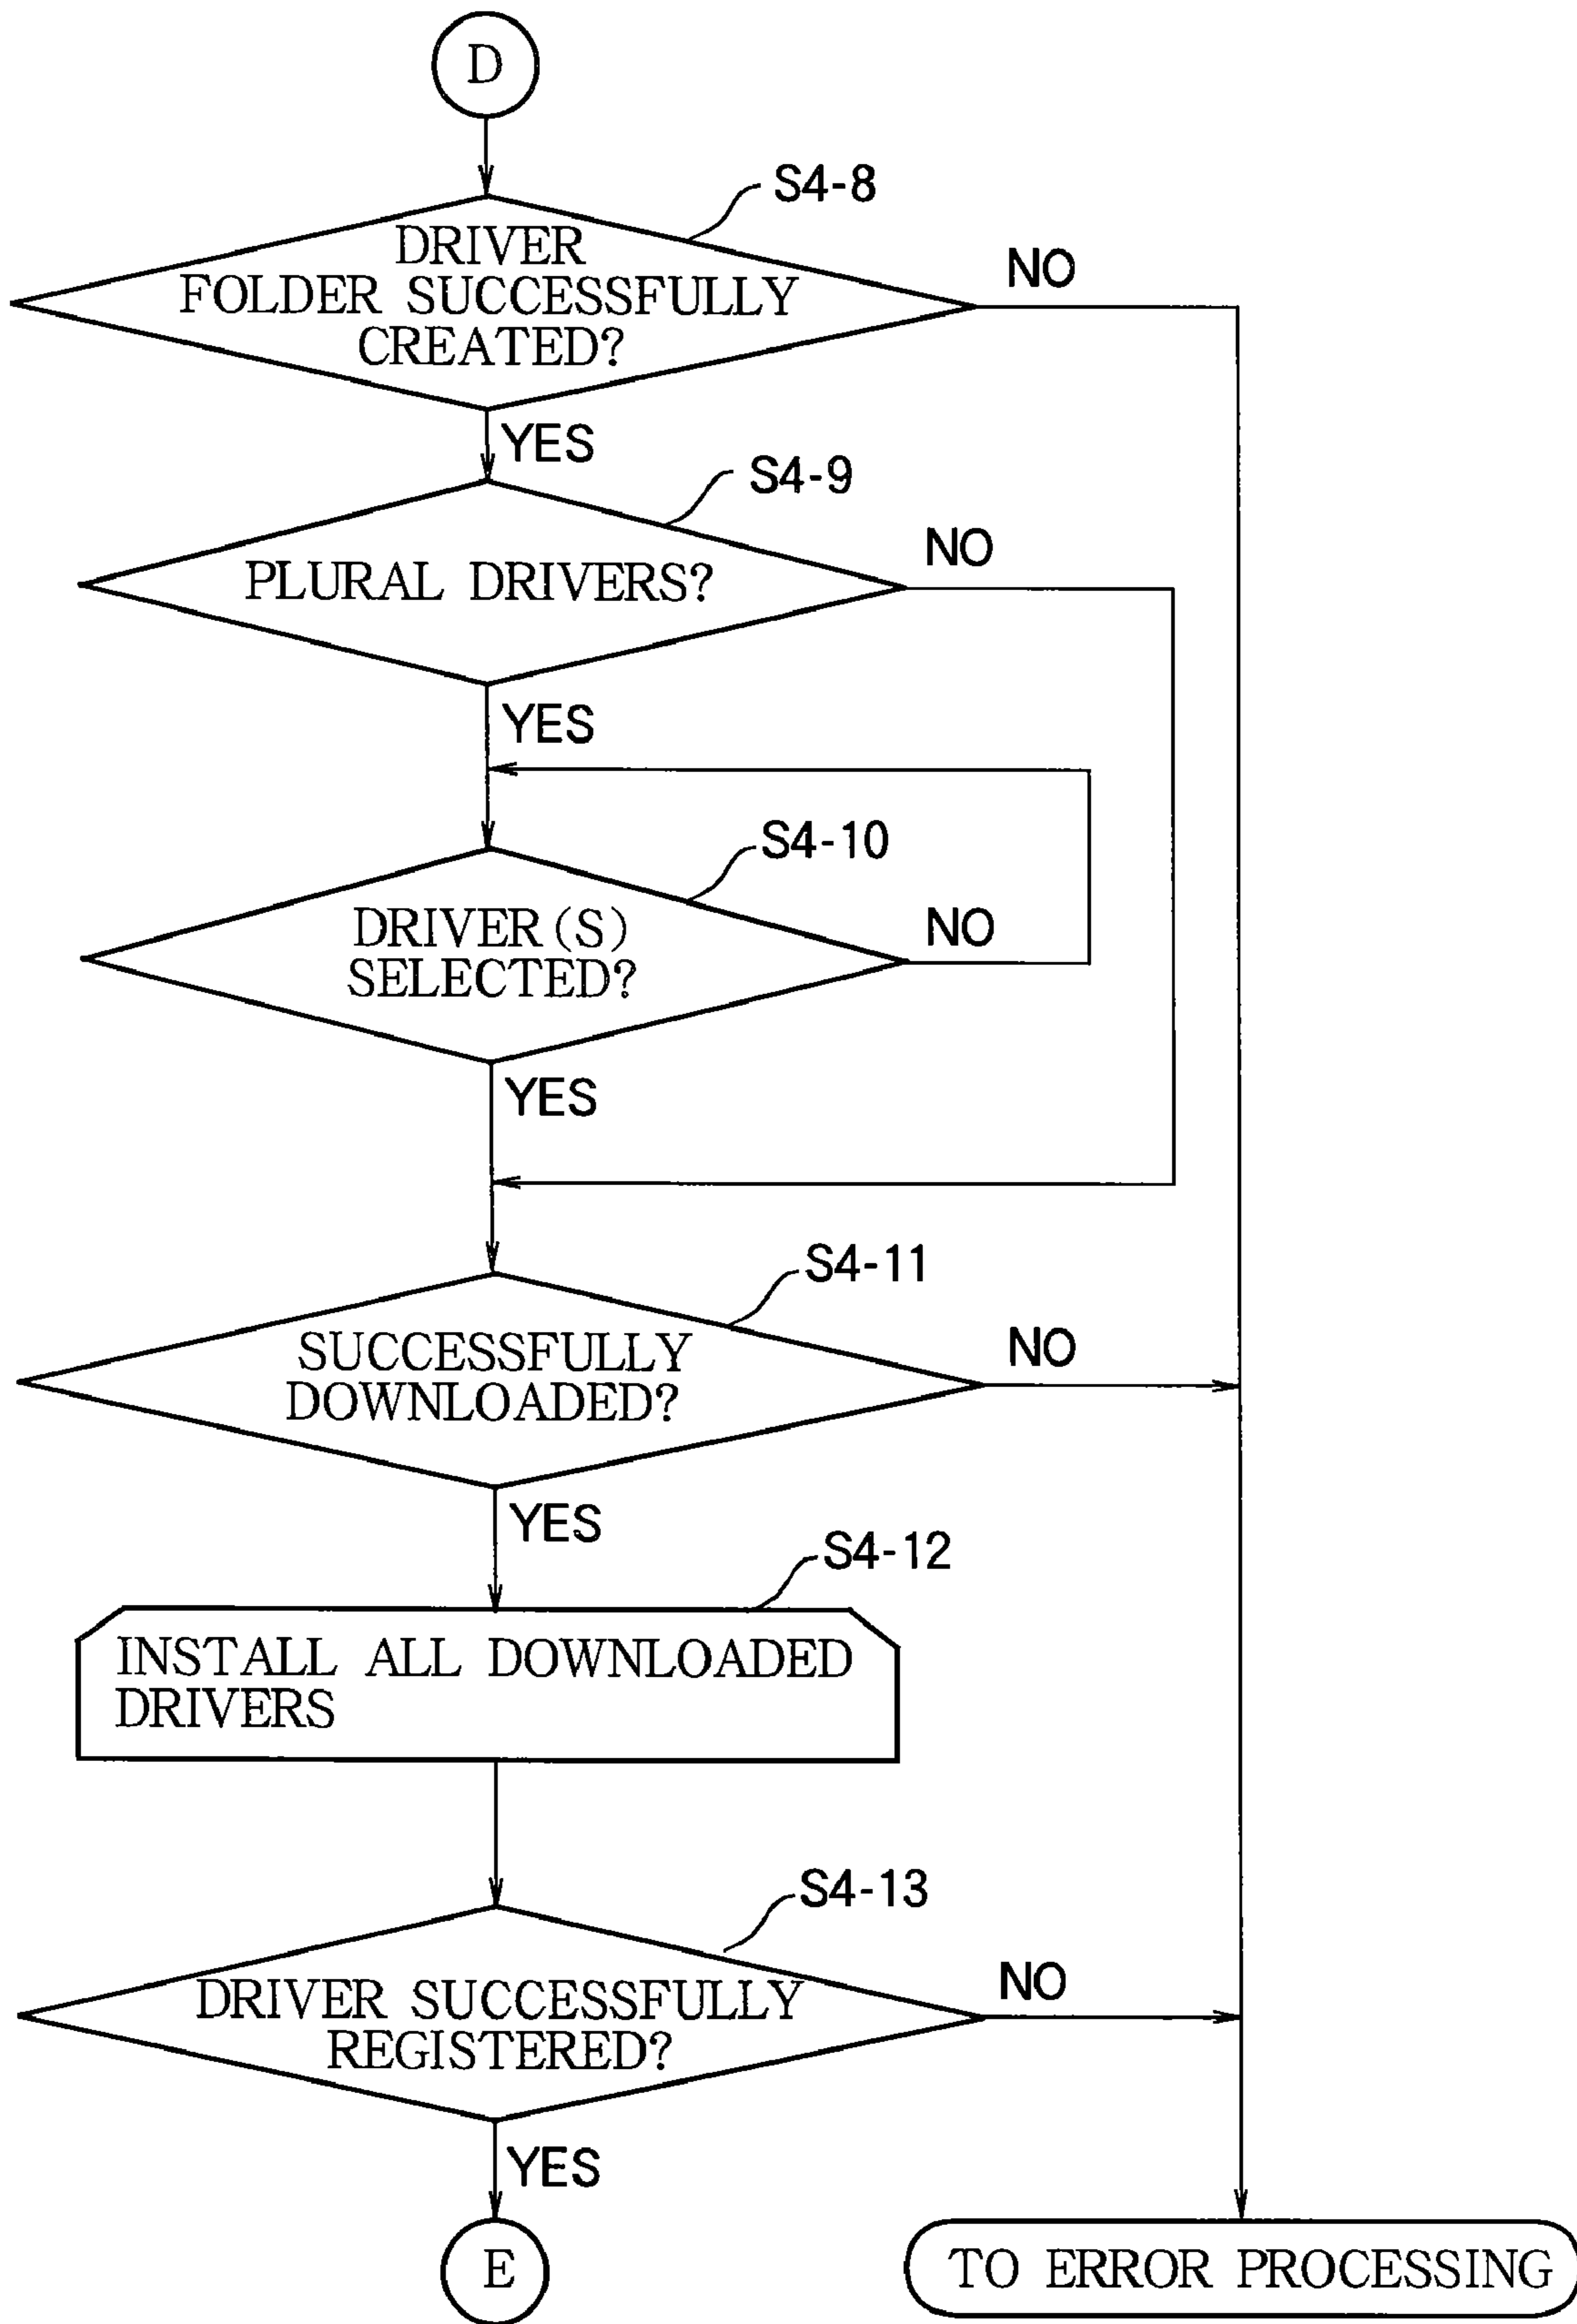 D
S4-8
DRIVER
FOLDER SUCCESSFULLY
CREATED?
NO
YES
S4-9
PLURAL DRIVERS?
NO
YES
S4-10
DRIVER(S)
SELECTED?
NO
YES
S4-11
SUCCESSFULLY
DOWNLOADED?
NO
YES
S4-12
INSTALL ALL DOWNLOADED
DRIVERS
S4-13
DRIVER SUCCESSFULLY
REGISTERED?
NO
YES
E
TO ERROR PROCESSING